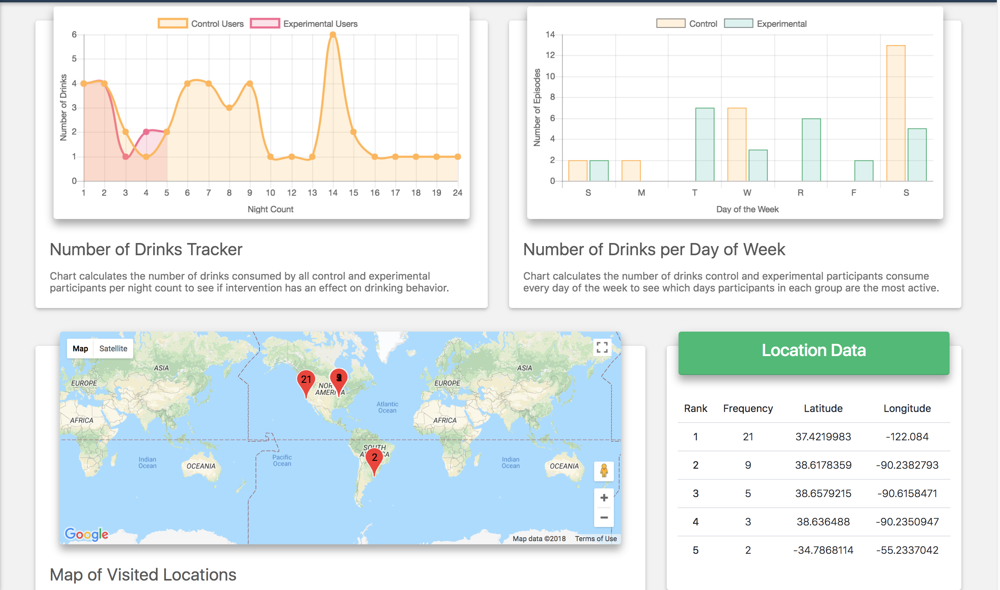 Control Users Experimental Users
6
5
4
3
2
1
0
Number of Drinks
1 2 3 4 5 6 7 8 9 10 12 13 14 15 16 17 18 19 24
Night Count
Number of Drinks Tracker
Chart calculates the number of drinks consumed by all control and experimental
participants per night count to see if intervention has an effect on drinking behavior.
Control Experimental
14
12
10
8
6
4
2
0
Number of Episodes
S M T W R F S
Day of the Week
Number of Drinks per Day of Week
Chart calculates the number of drinks control and experimental participants consume
every day of the week to see which days participants in each group are the most active.
Map Satellite
ASIA
EUROPE
AFRICA
Indian
Ocean
OCEANIA
Pacific
Ocean
21
AMERICA
Atlantic
Ocean
SOUTH
2
ASIA
EUROPE
AFRICA
Indian
Ocean
OCEANIA
Google
Map data ©2018 Terms of Use
Map of Visited Locations
Location Data
Rank Frequency Latitude Longitude
1 21 37.4219983 -122.084
2 9 38.6178359 -90.2382793
3 5 38.6579215 -90.6158471
4 3 38.636488 -90.2350947
5 2 -34.7868114 -55.2337042